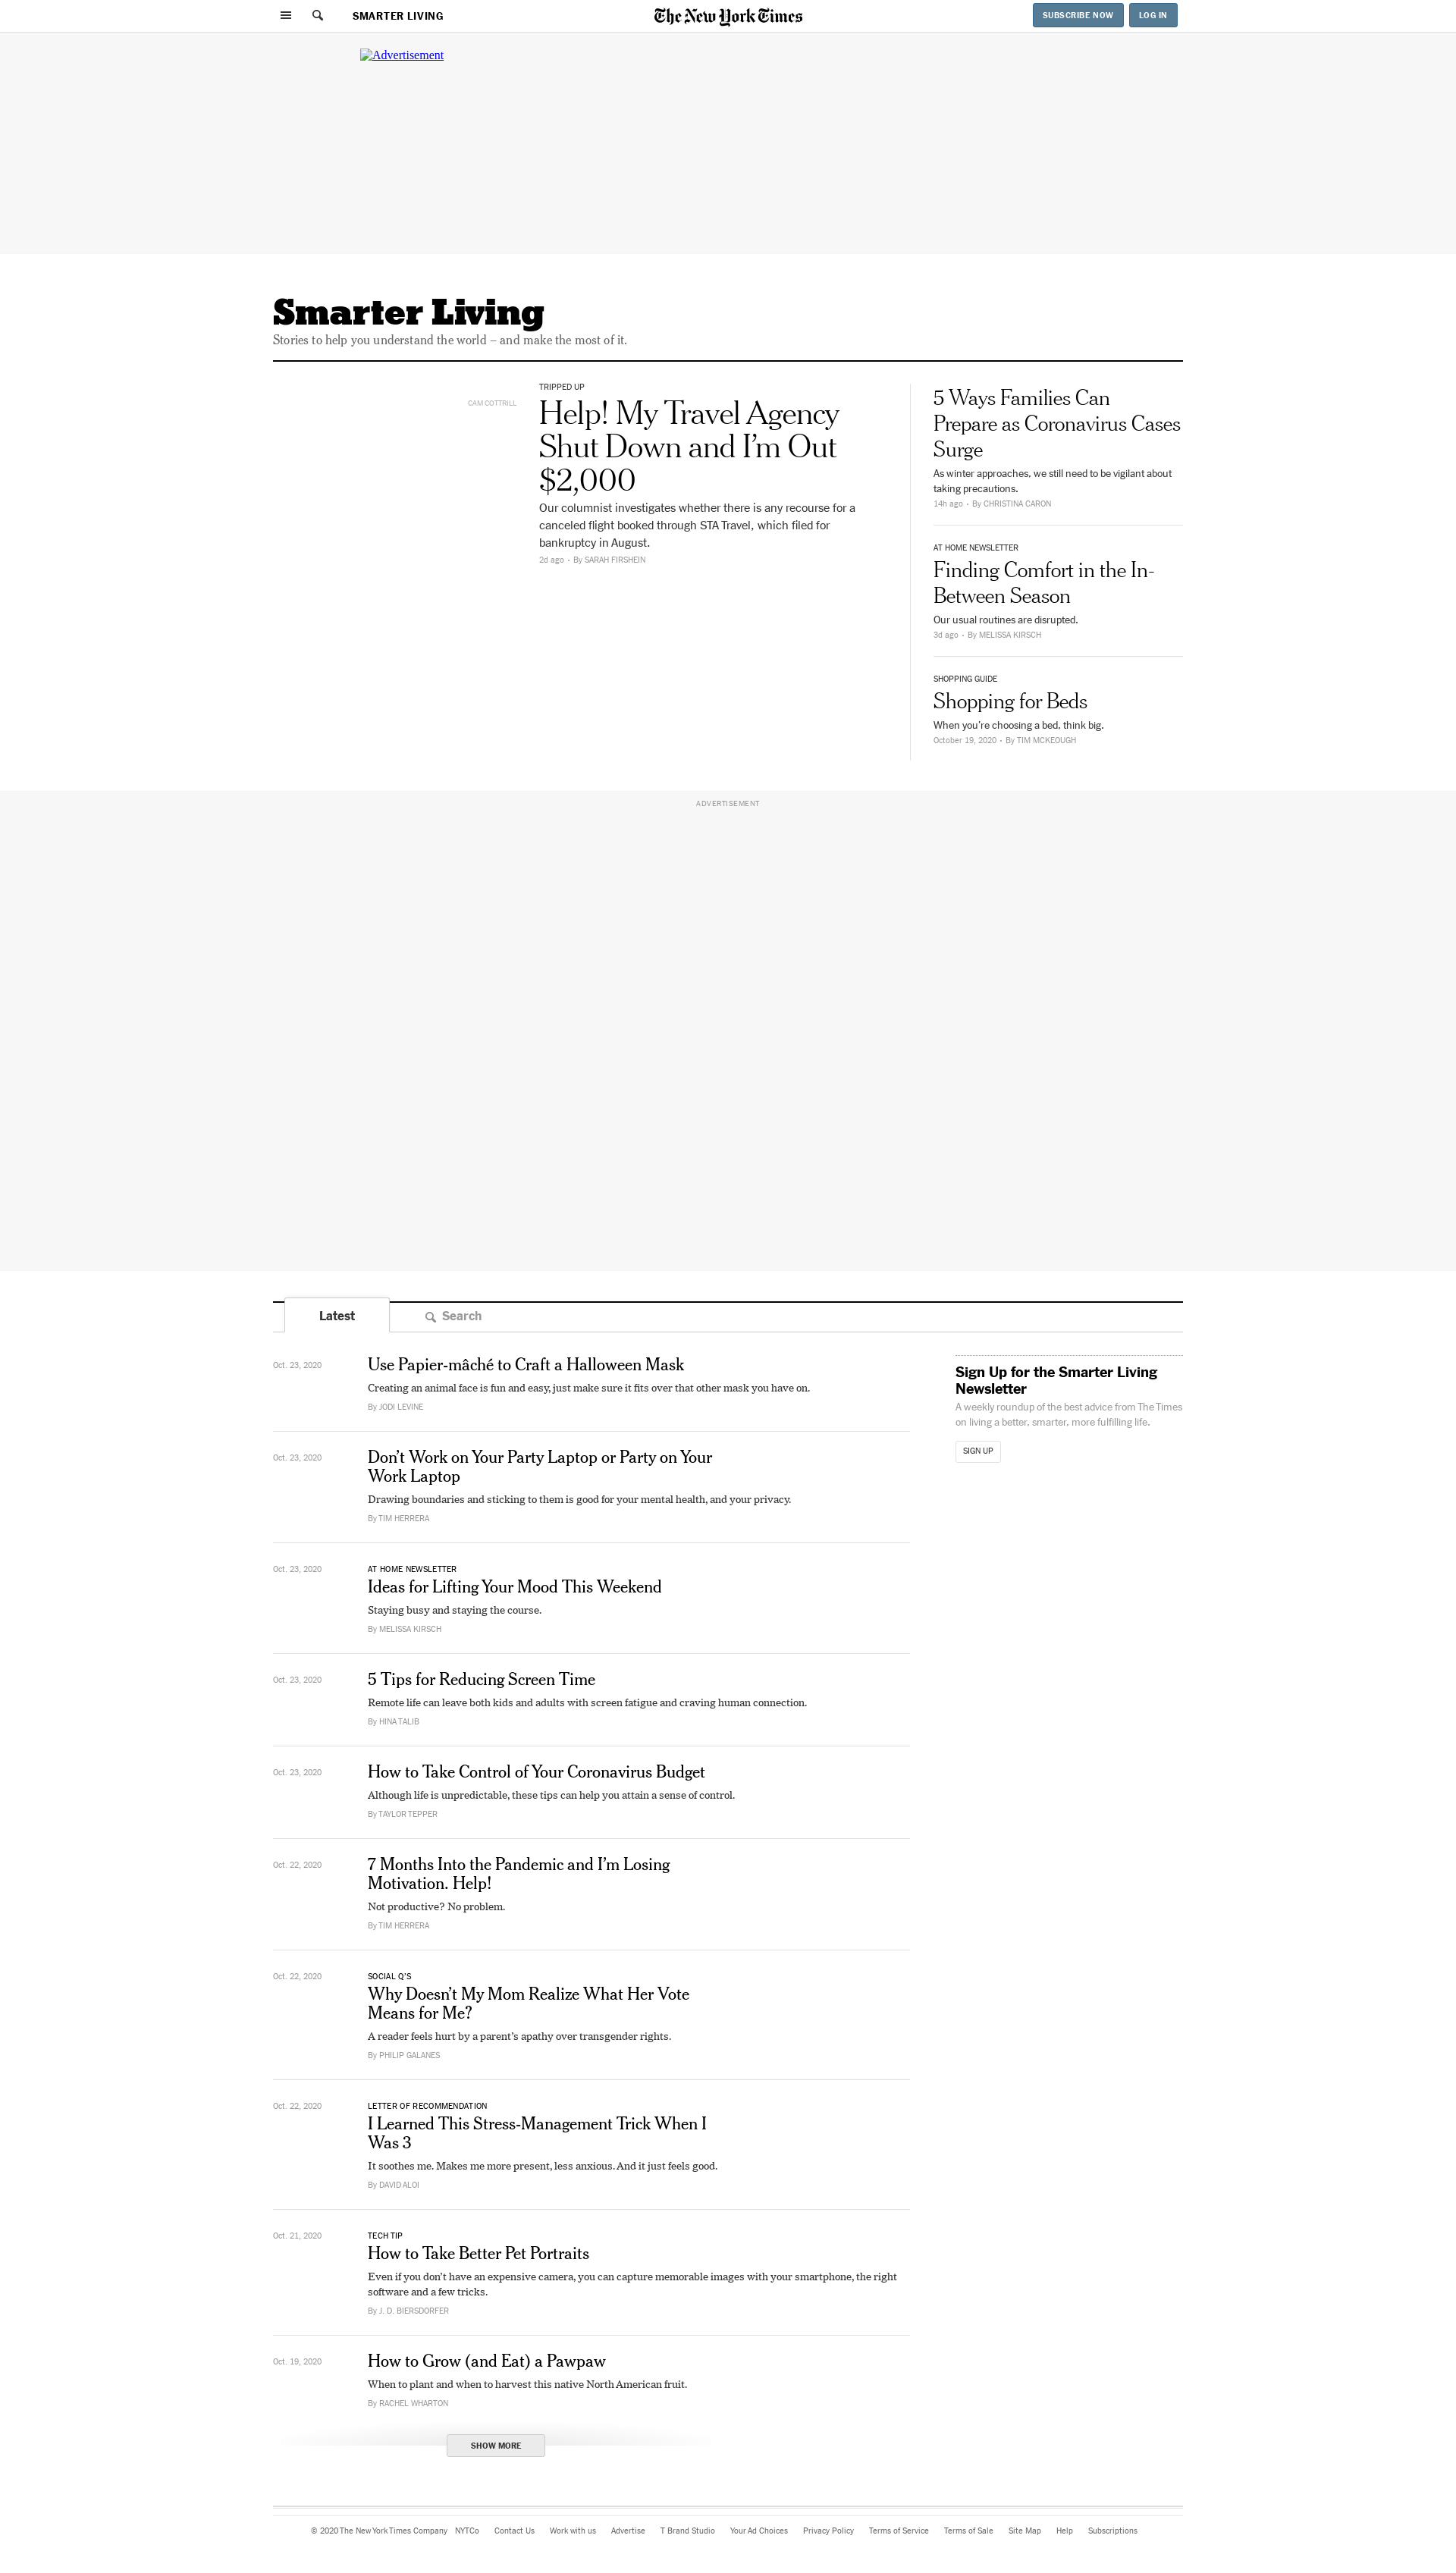 SMARTER LIVING
The New York Times
SUBSCRIBE NOW
LOG IN
Advertisement
Smarter Living
Stories to help you understand the world – and make the most of it.
CAM COTTRILL
TRIPPED UP
Help! My Travel Agency
Shut Down and I’m Out
$2,000
Our columnist investigates whether there is any recourse for a
canceled flight booked through STA Travel, which filed for
bankruptcy in August.
2d ago • By SARAH FIRSHEIN
5 Ways Families Can
Prepare as Coronavirus Cases
Surge
As winter approaches, we still need to be vigilant about
taking precautions.
14h ago • By CHRISTINA CARON
AT HOME NEWSLETTER
Finding Comfort in the In-
Between Season
Our usual routines are disrupted.
3d ago • By MELISSA KIRSCH
SHOPPING GUIDE
Shopping for Beds
When you’re choosing a bed, think big.
October 19, 2020 • By TIM MCKEOUGH
ADVERTISEMENT
Latest
Search
Oct. 23, 2020
Use Papier-mâché to Craft a Halloween Mask
Creating an animal face is fun and easy, just make sure it fits over that other mask you have on.
By JODI LEVINE
Oct. 23, 2020
Don’t Work on Your Party Laptop or Party on Your
Work Laptop
Drawing boundaries and sticking to them is good for your mental health, and your privacy.
By TIM HERRERA
Oct. 23, 2020
AT HOME NEWSLETTER
Ideas for Lifting Your Mood This Weekend
Staying busy and staying the course.
By MELISSA KIRSCH
Oct. 23, 2020
5 Tips for Reducing Screen Time
Remote life can leave both kids and adults with screen fatigue and craving human connection.
By HINA TALIB
Oct. 23, 2020
How to Take Control of Your Coronavirus Budget
Although life is unpredictable, these tips can help you attain a sense of control.
By TAYLOR TEPPER
Oct. 22, 2020
7 Months Into the Pandemic and I’m Losing
Motivation. Help!
Not productive? No problem.
By TIM HERRERA
Oct. 22, 2020
SOCIAL Q’S
Why Doesn’t My Mom Realize What Her Vote
Means for Me?
A reader feels hurt by a parent’s apathy over transgender rights.
By PHILIP GALANES
Oct. 22, 2020
LETTER OF RECOMMENDATION
I Learned This Stress-Management Trick When I
Was 3
It soothes me. Makes me more present, less anxious. And it just feels good.
By DAVID ALOI
Oct. 21, 2020
TECH TIP
How to Take Better Pet Portraits
Even if you don’t have an expensive camera, you can capture memorable images with your smartphone, the right
software and a few tricks.
By J. D. BIERSDORFER
Oct. 19, 2020
How to Grow (and Eat) a Pawpaw
When to plant and when to harvest this native North American fruit.
By RACHEL WHARTON
SHOW MORE
Sign Up for the Smarter Living
Newsletter
A weekly roundup of the best advice from The Times
on living a better, smarter, more fulfilling life.
SIGN UP
© 2020 The New York Times Company NYTCo Contact Us Work with us Advertise T Brand Studio Your Ad Choices Privacy Policy Terms of Service Terms of Sale Site Map Help Subscriptions